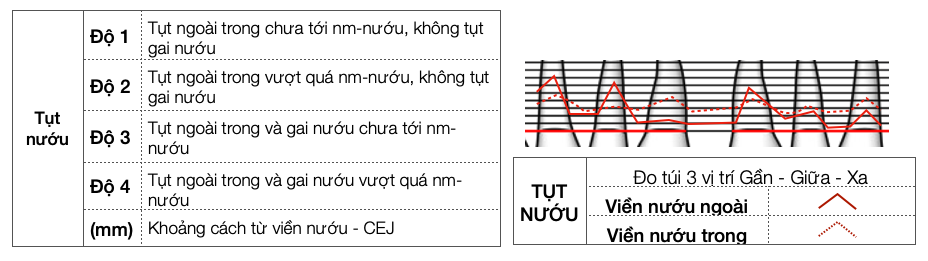 Tụt nướu
Độ 1
Tụt ngoài trong chưa tới nm-nướu, không tụt
gai nướu
Độ 2
Tụt ngoài trong vượt quá nm-nướu, không tụt
gai nướu
Độ 3
Tụt ngoài trong và gai nướu chưa tới nm-
nướu
Độ 4
Tụt ngoài trong và gai nướu vượt quá nm-
nướu
(mm)
Khoảng cách từ viền nướu - CEJ
TỤT
NƯỚU
Đo túi 3 vị trí Gần - Giữa - Xa
Viền nướu ngoài
Viền nướu trong